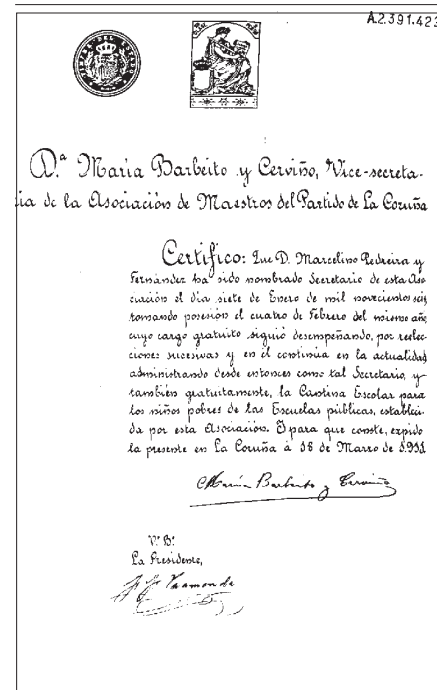 A.2.391.423
D.ª María Barbeito y Cerviño, Vice-secreta-
ria de la Asociación de Maestros del Partido de La Coruña
Certifico: Que D. Marcelino Pedreira y
Fernández ha sido nombrado Secretario de esta Aso-
ciación el día siete de Enero de mil novecientos seis,
tomando posesión el cuatro de Febrero del mismo año,
cuyo cargo gratuito siguió desempeñando, por reelec-
ciones sucesivas y en él continúa en la actualidad
administrando desde entonces como tal Secretario, y
también gratuitamente, la Cantina Escolar para
los niños pobres de las Escuelas públicas, estableci-
da por esta Asociación. Y para que conste, expido
la presente en La Coruña á 18 de Marzo de 1.911
María Barbeito y Cerviño
V.º B.º
La Presidente,